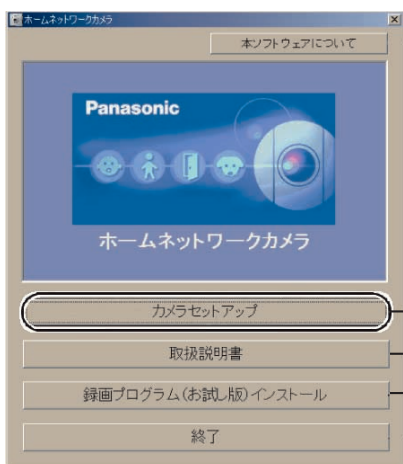 ホームネットワークカメラ
本ソフトウェアについて
Panasonic
ホームネットワークカメラ
カメラセットアップ
取扱説明書
録画プログラム(お試し版)インストール
終了